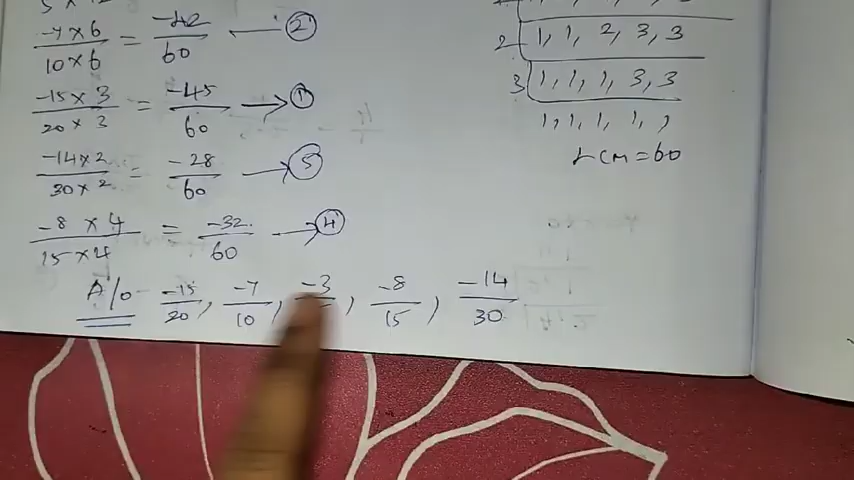 -7 × 6 / 10 × 6 = -42 / 60 ②
-15 × 3 / 20 × 3 = -45 / 60 → ①
-14 × 2 / 30 × 2 = -28 / 60 → ⑤
-8 × 4 / 15 × 4 = -32 / 60 → ④
A/o -15/20, -7/10, -3, -8/15, -14/30
2 1, 1, 2, 3, 3
3 1, 1, 1, 3, 3
1, 1, 1, 1, ,
LCM = 60